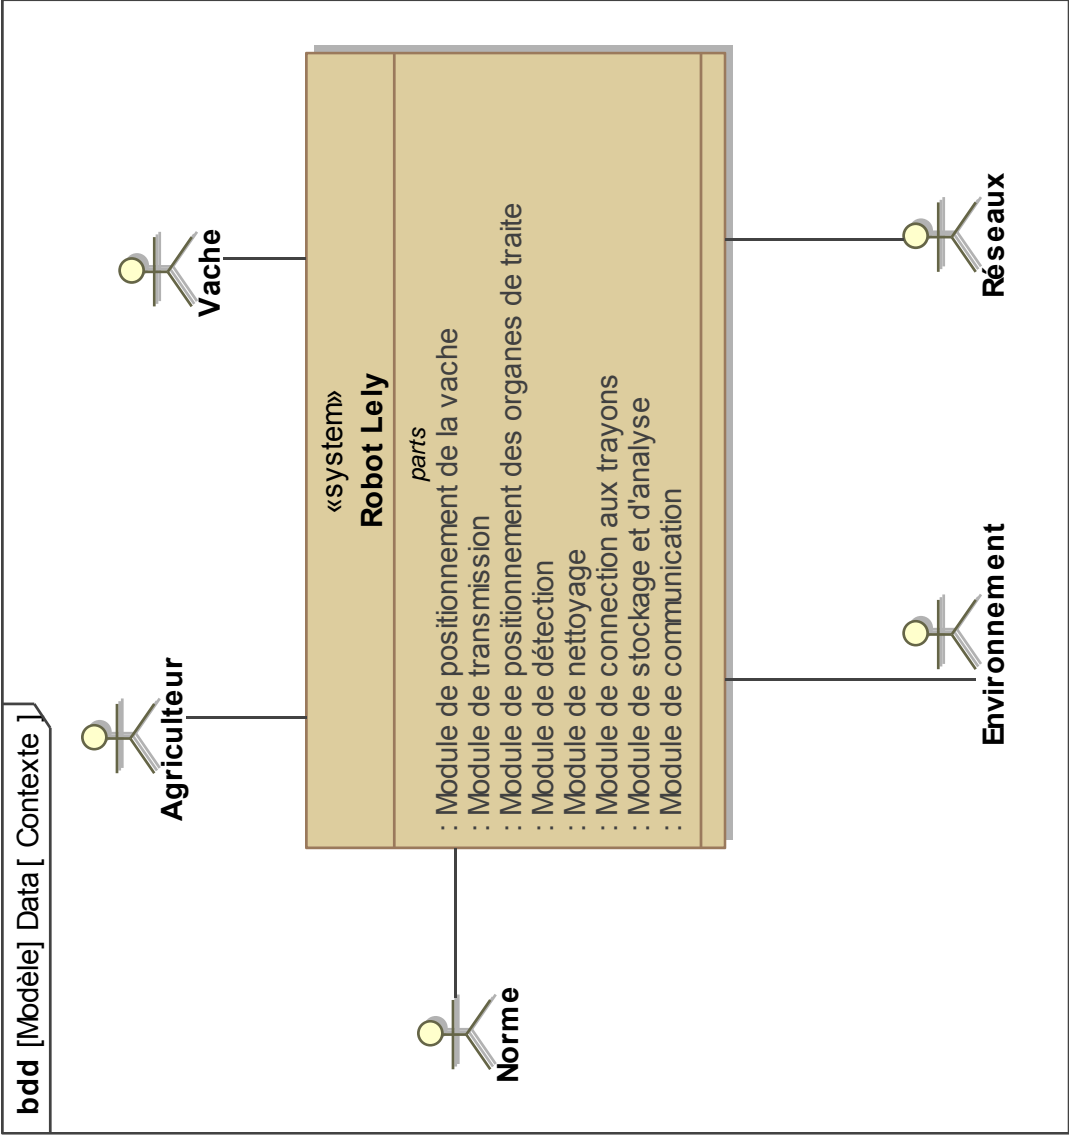 bdd [Modèle] Data [ Contexte ]
Agriculteur
Vache
Norme
«system»
Robot Lely
parts
: Module de positionnement de la vache
: Module de transmission
: Module de positionnement des organes de traite
: Module de détection
: Module de nettoyage
: Module de connection aux trayons
: Module de stockage et d'analyse
: Module de communication
Environnement
Réseaux